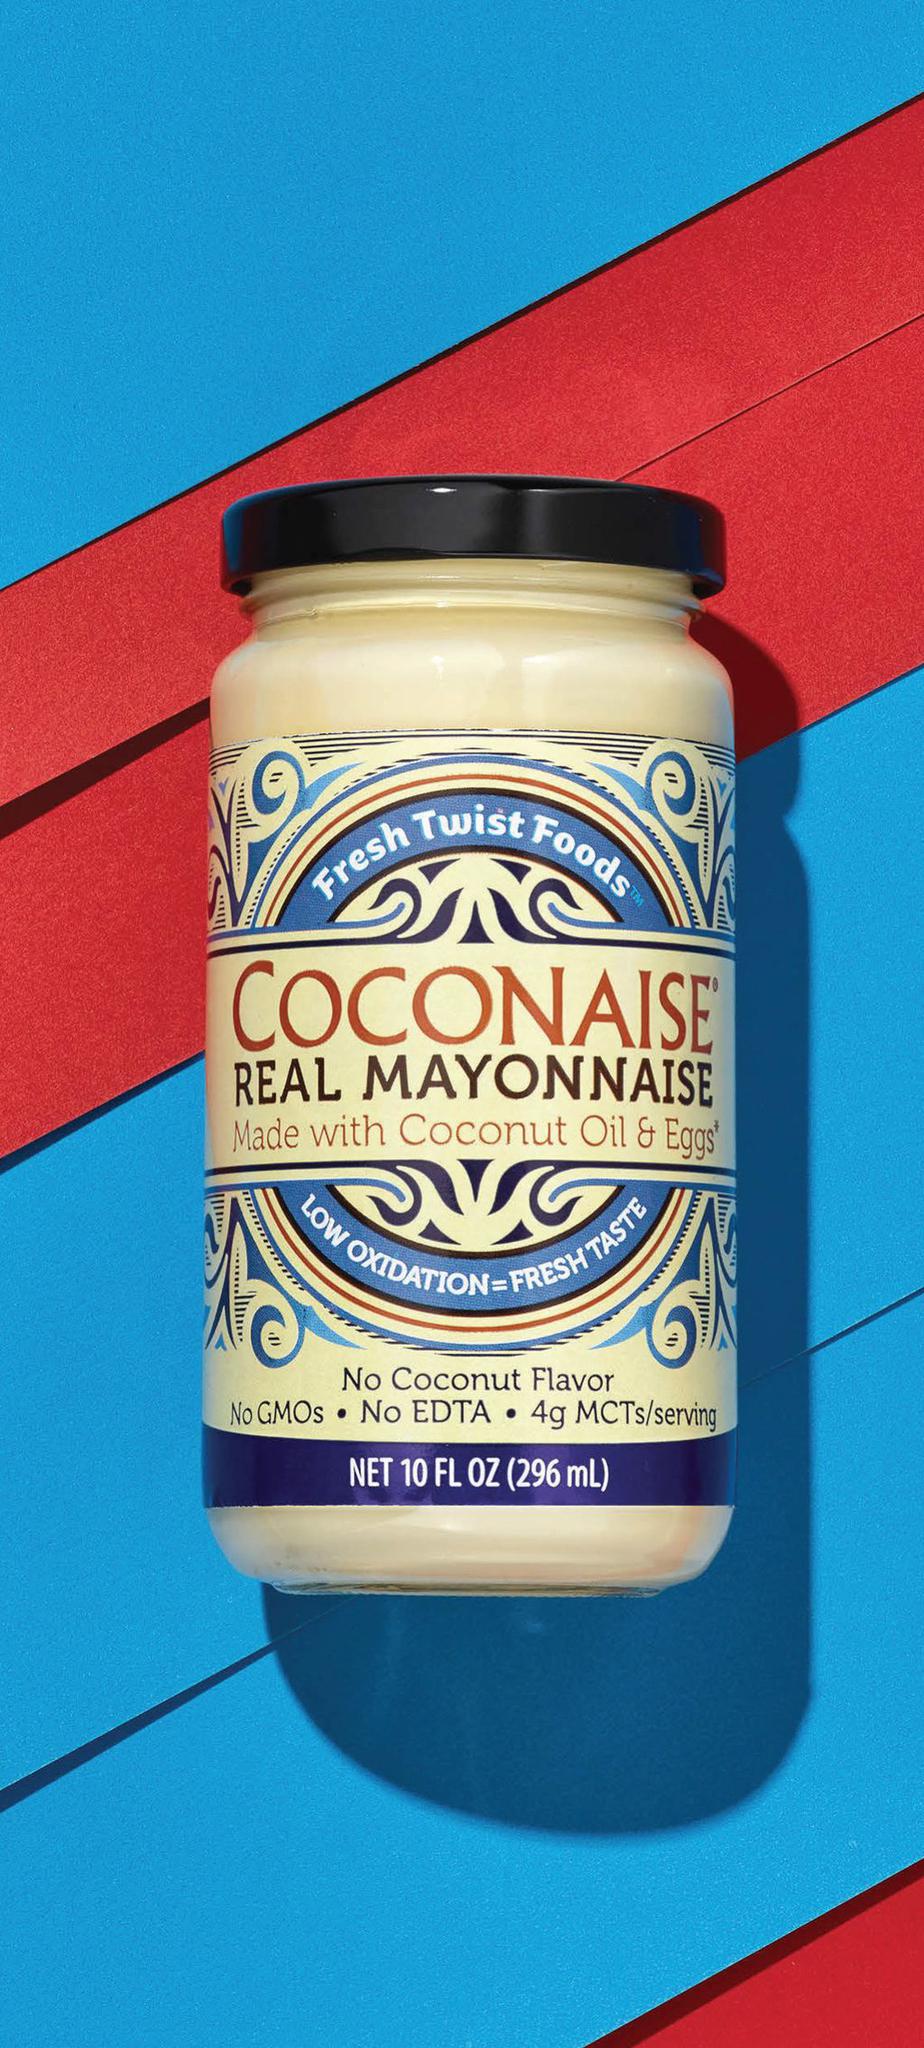 Fresh Twist Foods™
COCONAISE®
REAL MAYONNAISE
Made with Coconut Oil & Eggs*
LOW OXIDATION=FRESH TASTE
No Coconut Flavor
No GMOs • No EDTA • 4g MCTs/serving
NET 10 FL OZ (296 mL)